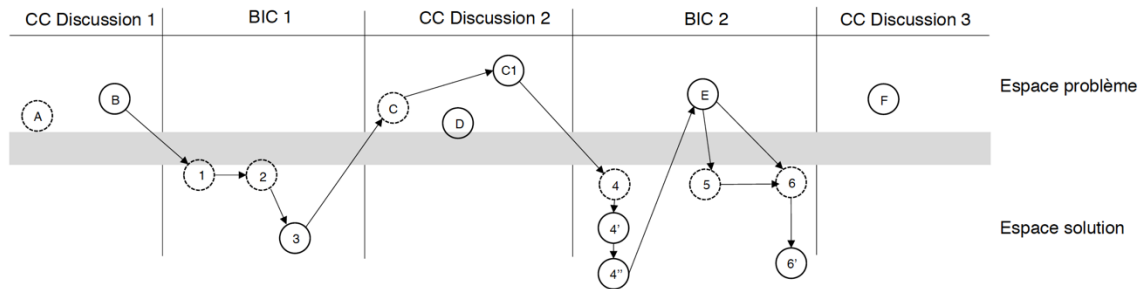 CC Discussion 1
BIC 1
CC Discussion 2
BIC 2
CC Discussion 3
Espace problème
A
B
C
C1
D
E
F
Espace solution
1
2
3
4
4'
4''
5
6
6'